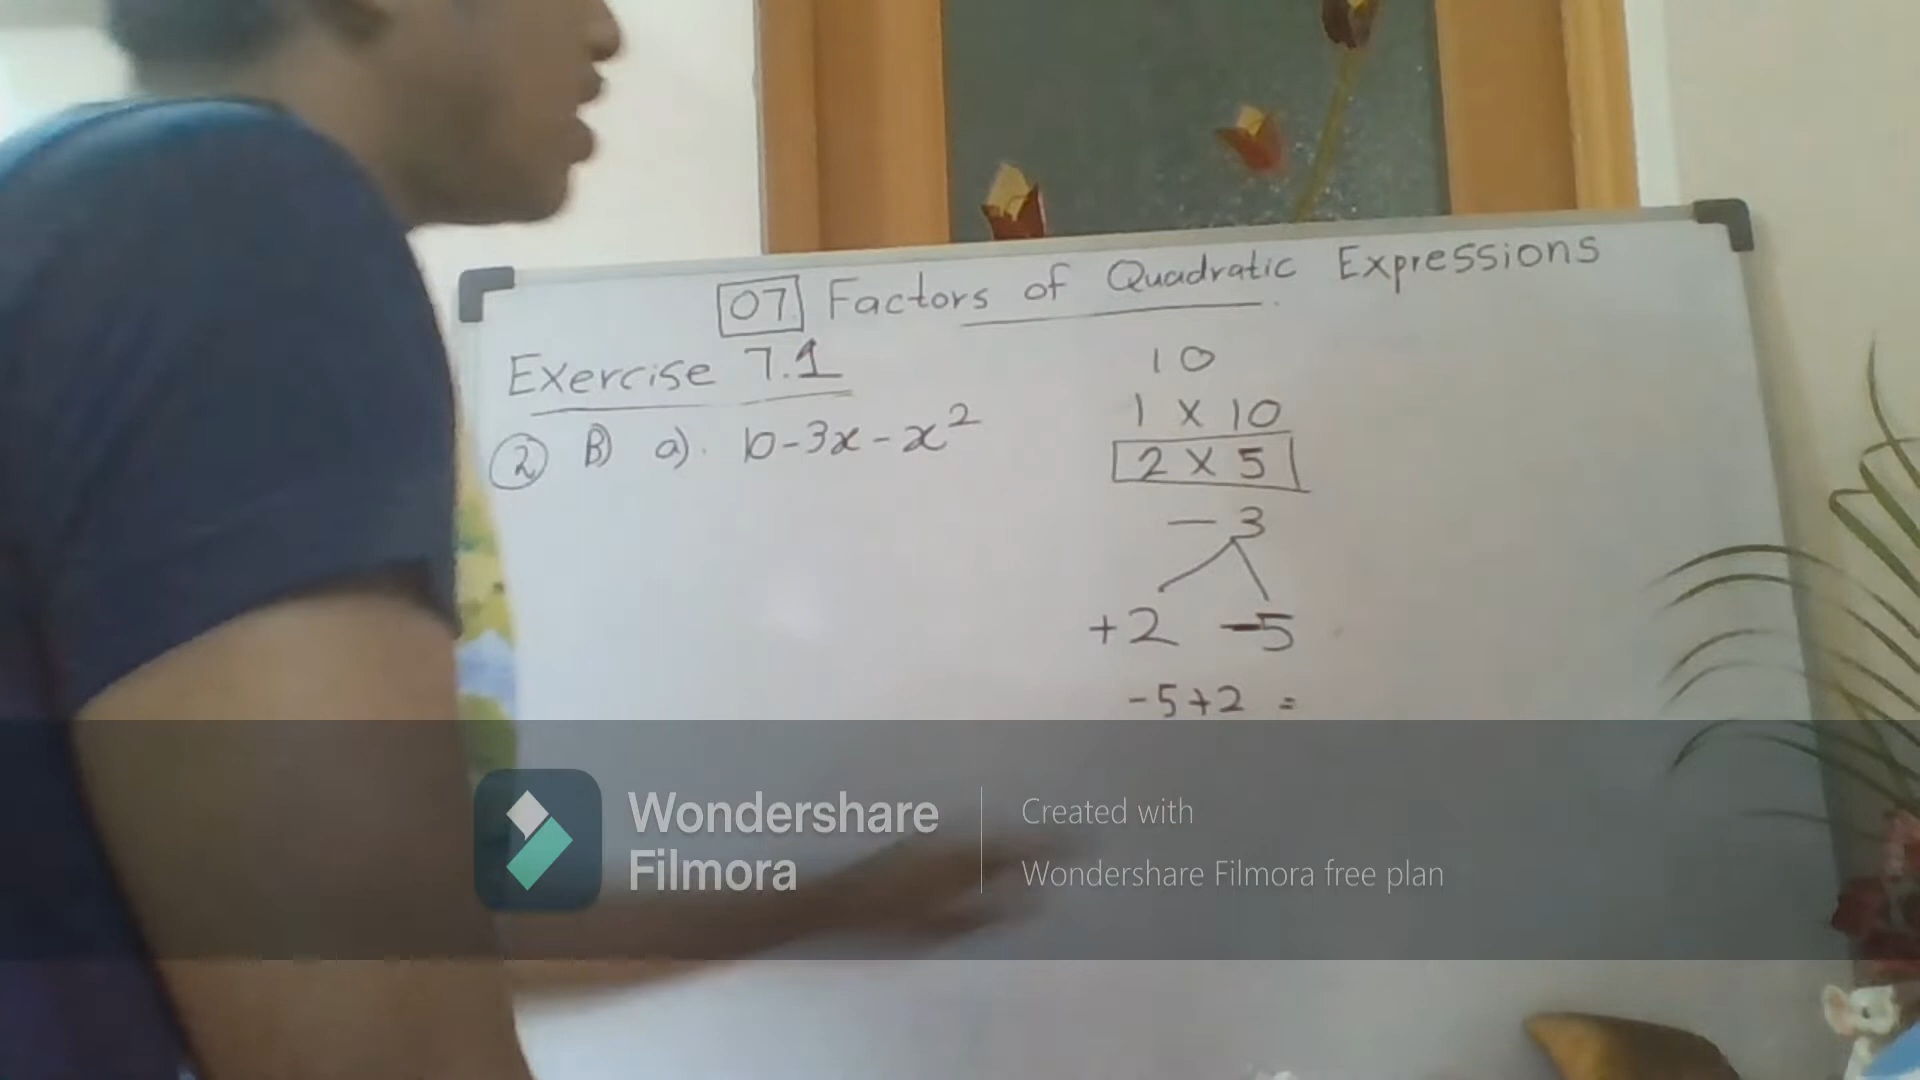 07 Factors of Quadratic Expressions
Exercise 7.1
2 B) a). 10-3x-x²
10
1 x 10
2 x 5
-3
+2 -5
-5+2 =
Wondershare
Filmora
Created with
Wondershare Filmora free plan